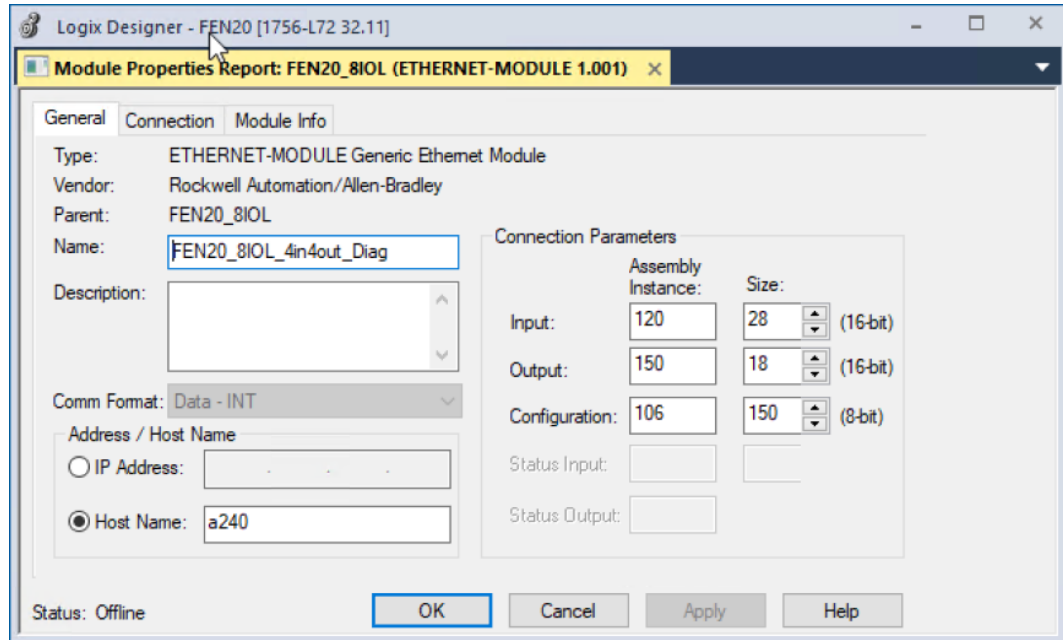 Logix Designer - FEN20 [1756-L72 32.11]
Module Properties Report: FEN20_8IOL (ETHERNET-MODULE 1.001)
General Connection Module Info
Type: ETHERNET-MODULE Generic Ethernet Module
Vendor: Rockwell Automation/Allen-Bradley
Parent: FEN20_8IOL
Name: FEN20_8IOL_4in4out_Diag
Description:
Comm Format: Data - INT
Address / Host Name
IP Address: . . .
Host Name: a240
Connection Parameters
Assembly
Instance: Size:
Input: 120 28 (16-bit)
Output: 150 18 (16-bit)
Configuration: 106 150 (8-bit)
Status Input:
Status Output:
Status: Offline OK Cancel Apply Help